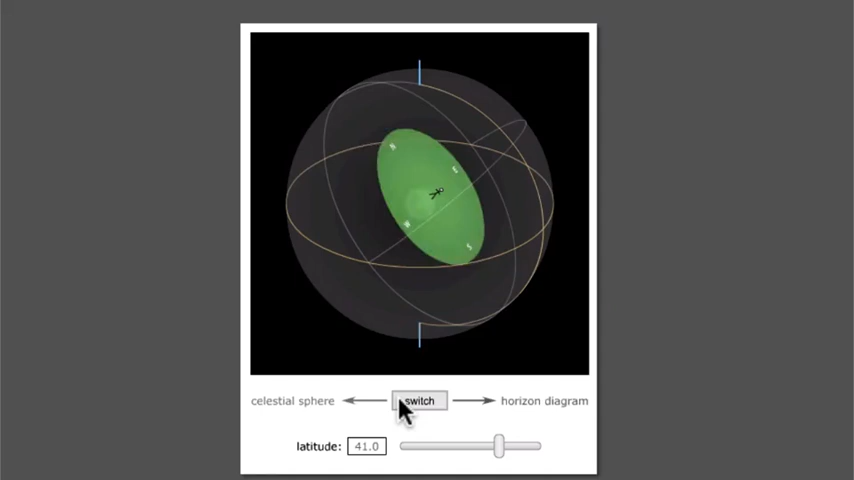 N
W
S
celestial sphere
switch
horizon diagram
latitude: 41.0